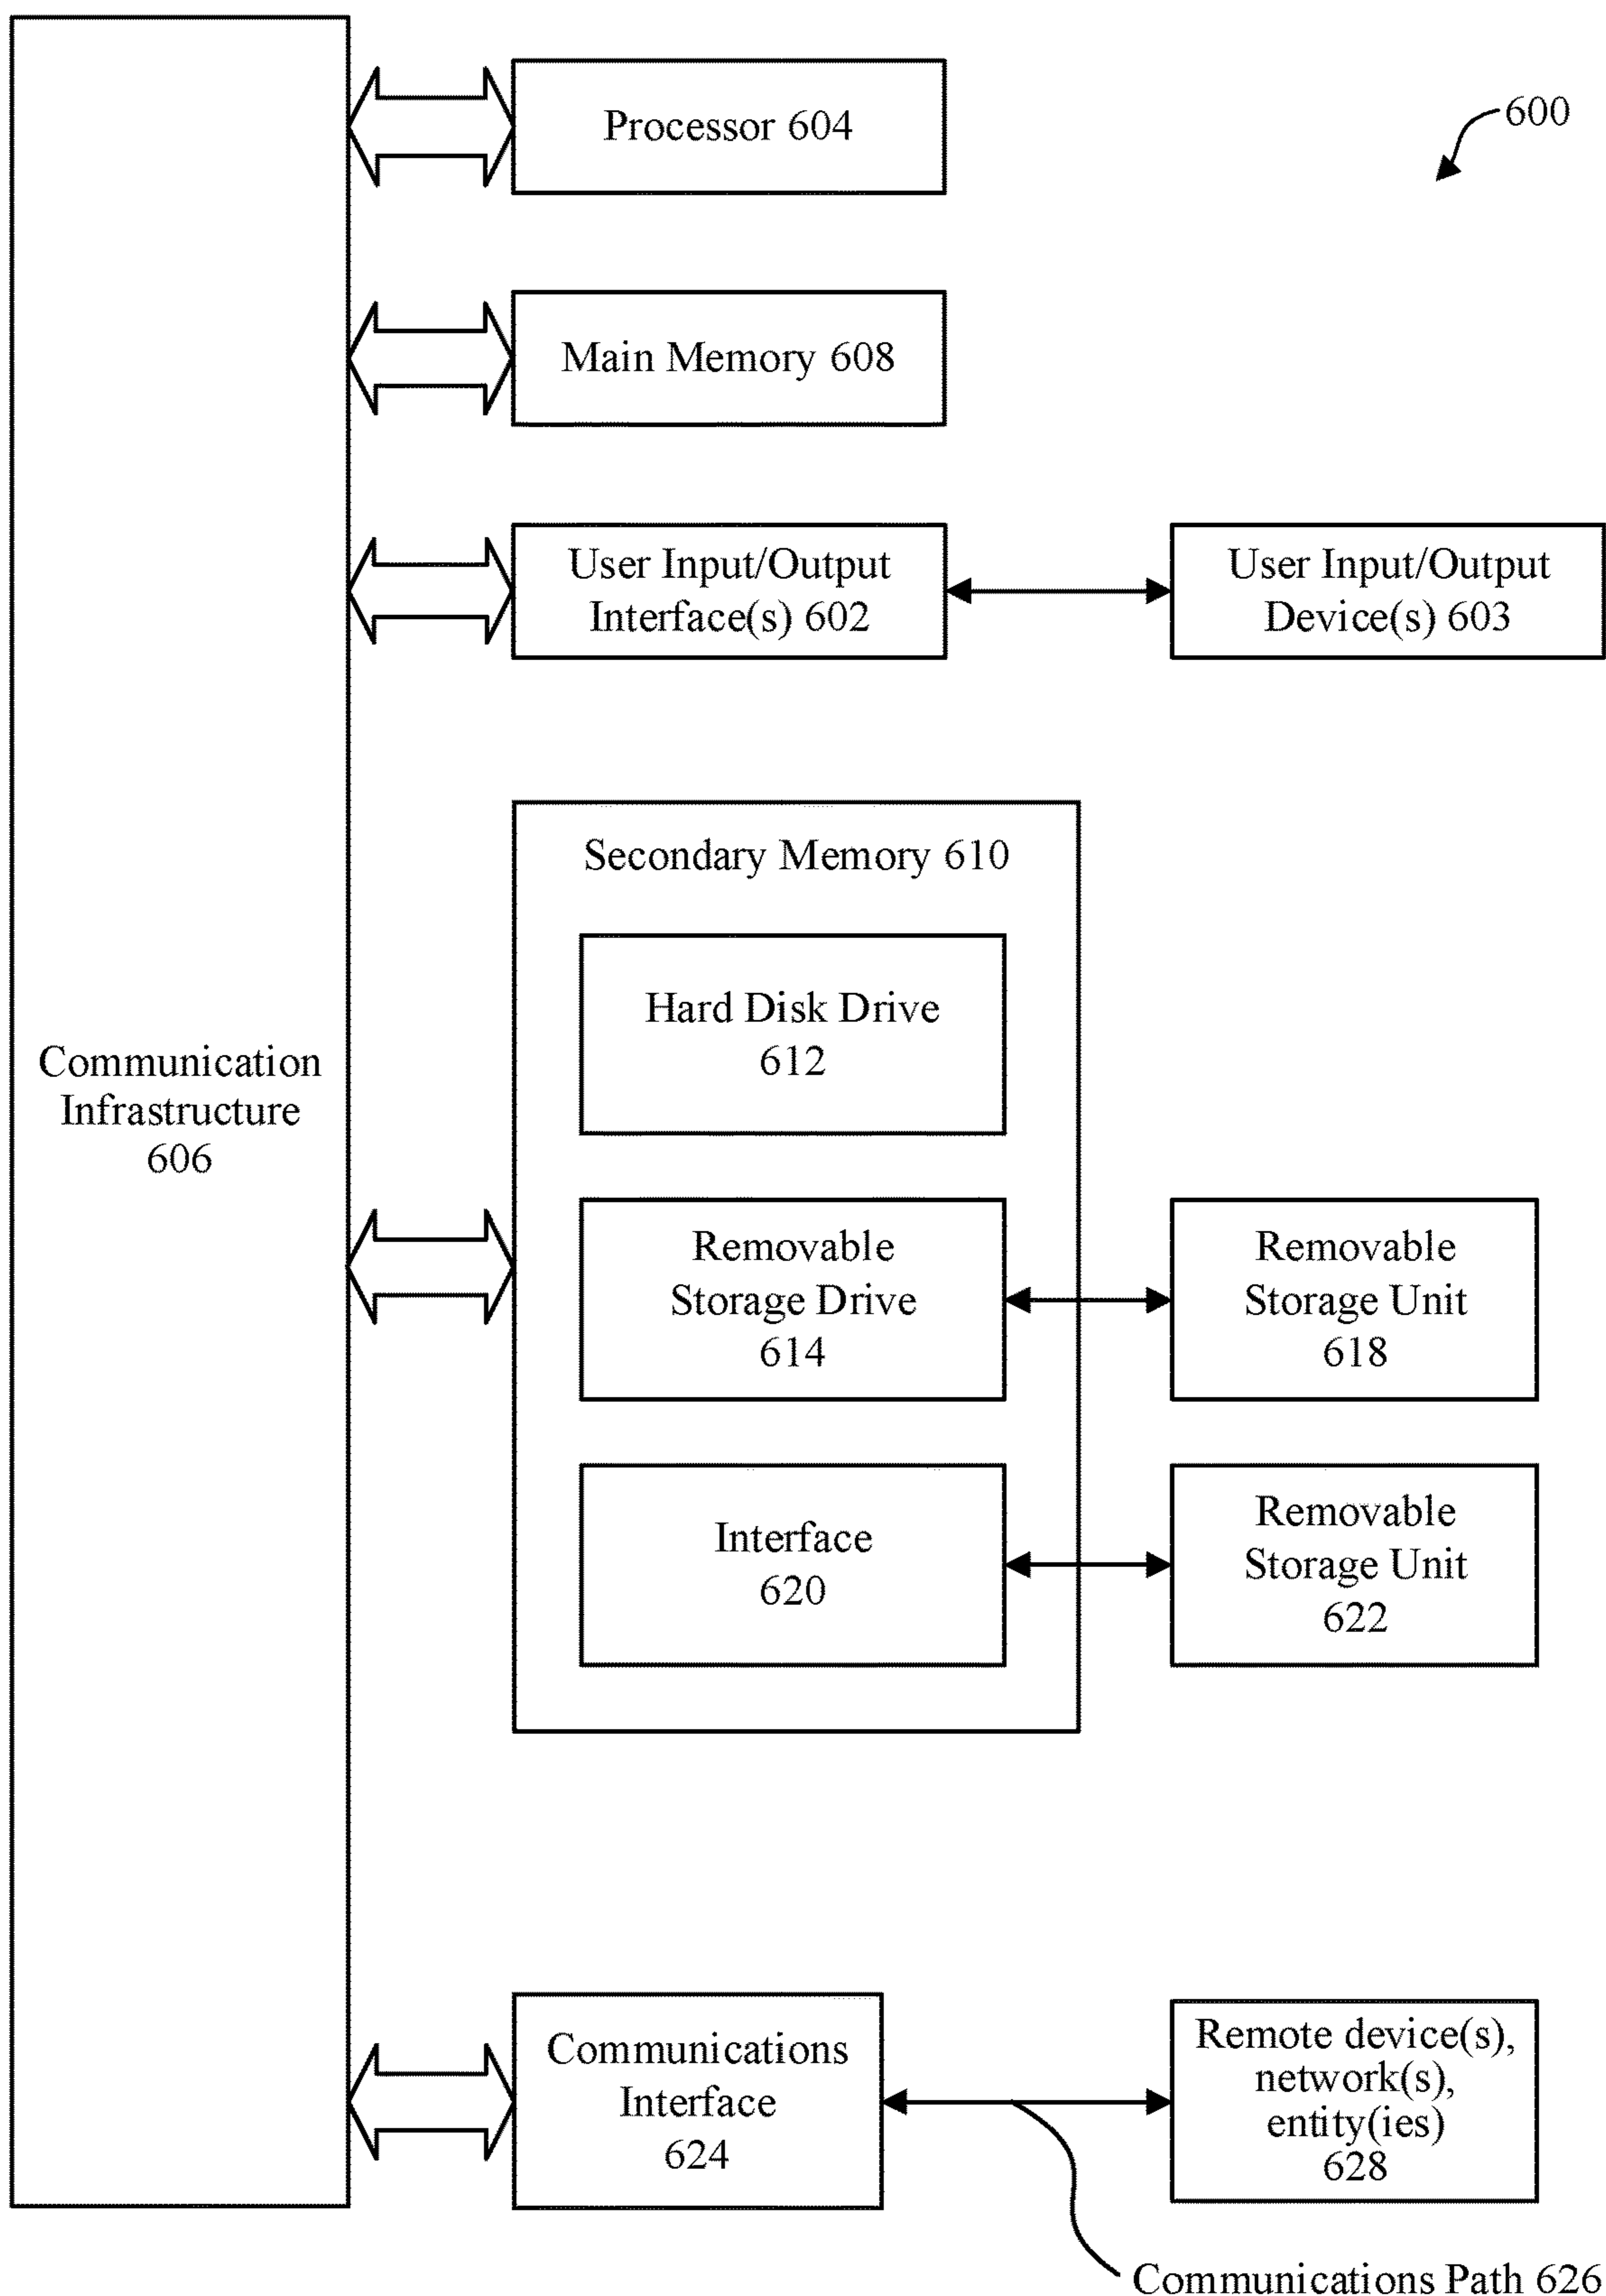 600
Processor 604
Main Memory 608
User Input/Output
Interface(s) 602
User Input/Output
Device(s) 603
Communication
Infrastructure
606
Secondary Memory 610
Hard Disk Drive
612
Removable
Storage Drive
614
Removable
Storage Unit
618
Interface
620
Removable
Storage Unit
622
Communications
Interface
624
Remote device(s),
network(s),
entity(ies)
628
Communications Path 626